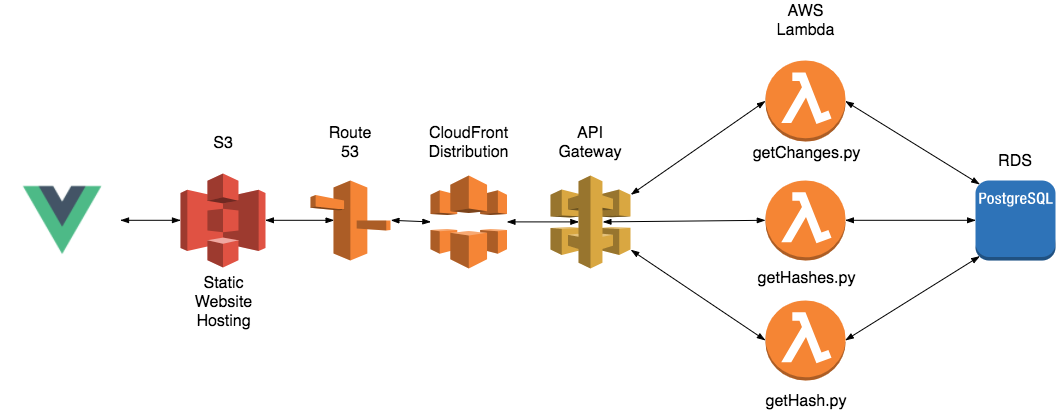 AWS
Lambda
getChanges.py
S3
Route
53
CloudFront
Distribution
API
Gateway
RDS
PostgreSQL
getHashes.py
Static
Website
Hosting
getHash.py